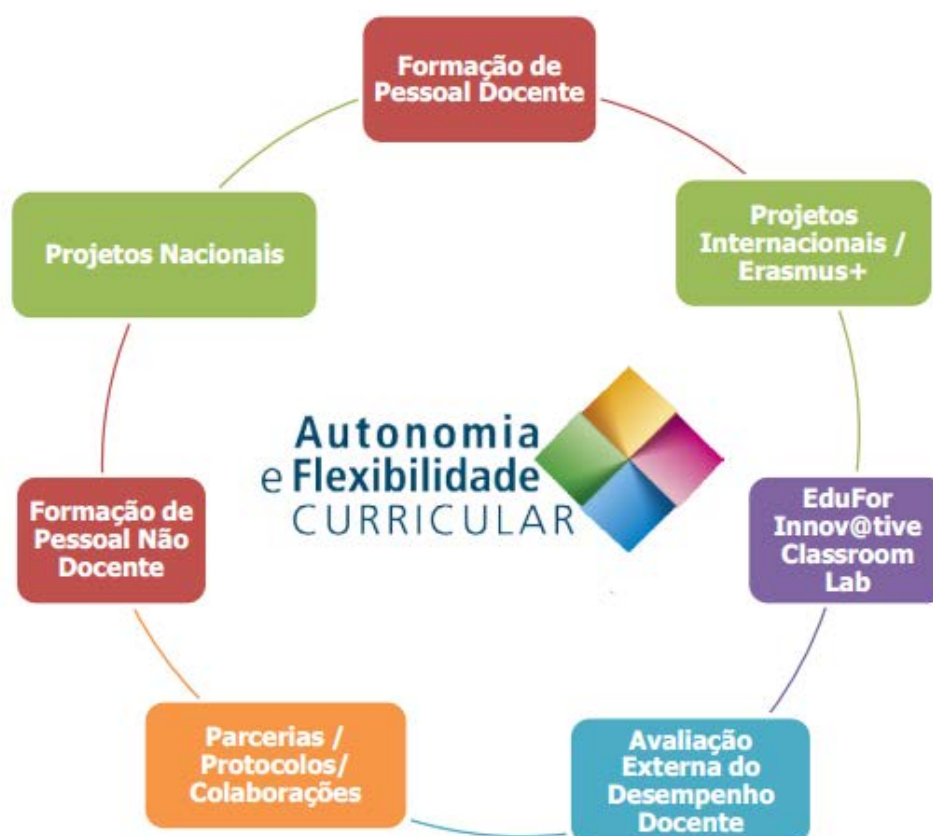 Formação de
Pessoal Docente
Projetos
Internacionais /
Erasmus+
EduFor
Innov@tive
Classroom
Lab
Avaliação
Externa do
Desempenho
Docente
Parcerias /
Protocolos/
Colaborações
Formação de
Pessoal Não
Docente
Projetos Nacionais
Autonomia
e Flexibilidade
CURRICULAR